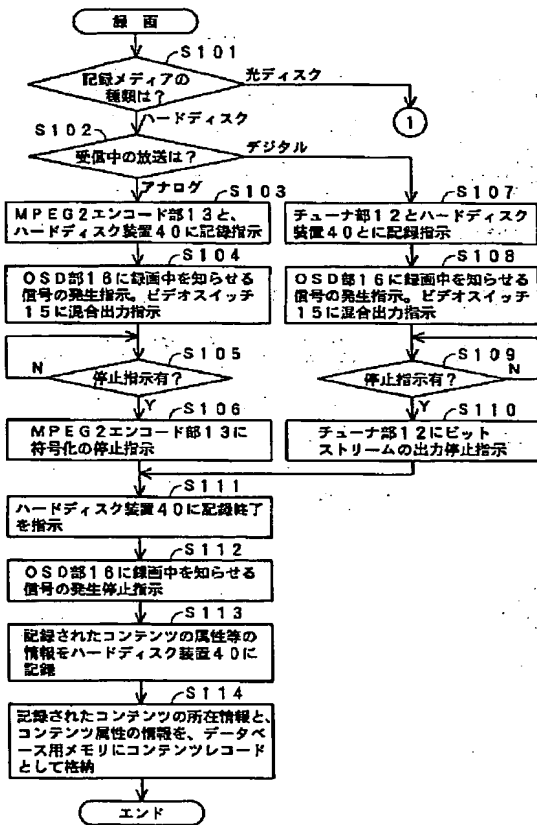 録画
S101
記録メディアの
種類は?
光ディスク
1
ハードディスク
S102
受信中の放送は?
デジタル
アナログ
S103
MPEG2エンコード部13と、
ハードディスク装置40に記録指示
S107
チューナ部12とハードディスク
装置40とに記録指示
S104
OSD部16に録画中を知らせる
信号の発生指示。ビデオスイッチ
15に混合出力指示
S108
OSD部16に録画中を知らせる
信号の発生指示。ビデオスイッチ
15に混合出力指示
S105
N
停止指示有?
Y
S109
停止指示有?
N
Y
S106
MPEG2エンコード部13に
符号化の停止指示
S110
チューナ部12にビット
ストリームの出力停止指示
S111
ハードディスク装置40に記録終了
を指示
S112
OSD部16に録画中を知らせる
信号の発生停止指示
S113
記録されたコンテンツの属性等の
情報をハードディスク装置40に
記録
S114
記録されたコンテンツの所在情報と、
コンテンツ属性の情報を、データベ
ース用メモリにコンテンツレコード
として格納
エンド